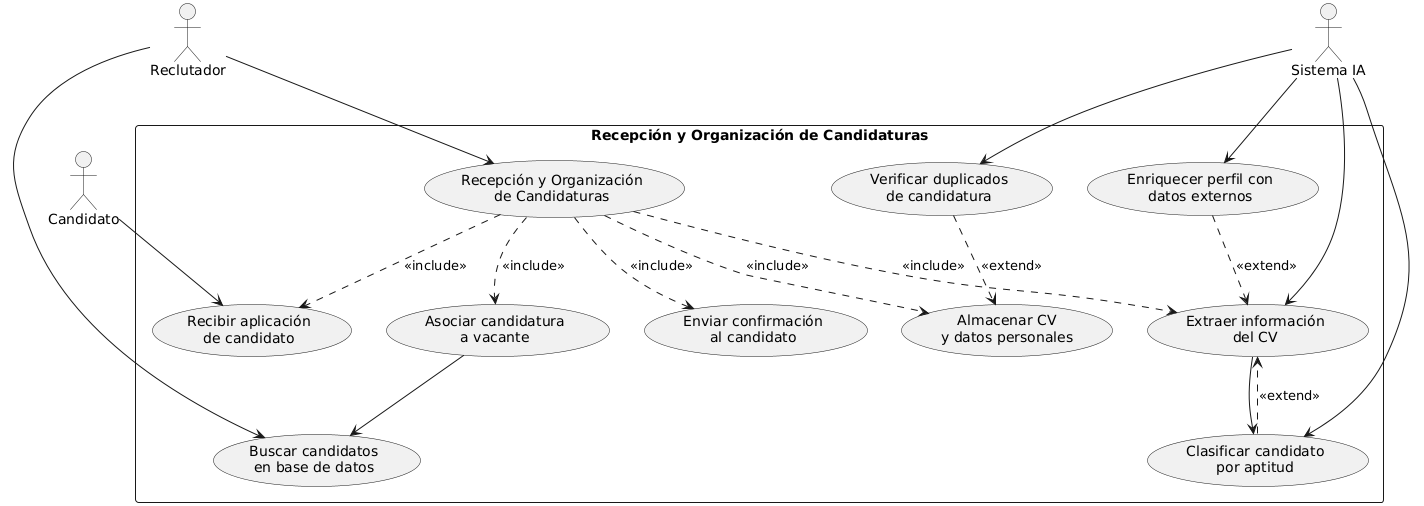 Reclutador
Sistema IA
Recepción y Organización de Candidaturas
Candidato
Recepción y Organización
de Candidaturas
Verificar duplicados
de candidatura
Enriquecer perfil con
datos externos
«include»
«include»
«include»
«include»
«include»
«extend»
«extend»
Recibir aplicación
de candidato
Asociar candidatura
a vacante
Enviar confirmación
al candidato
Almacenar CV
y datos personales
Extraer información
del CV
«extend»
Buscar candidatos
en base de datos
Clasificar candidato
por aptitud